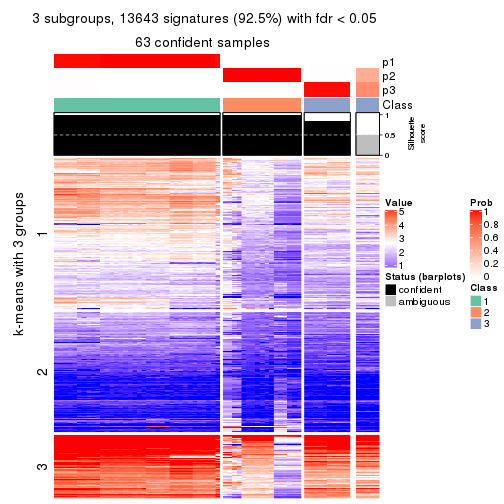 3 subgroups, 13643 signatures (92.5%) with fdr < 0.05
63 confident samples
p1
p2
p3
Class
1
0.5
0
Silhouette
score
k-means with 3 groups
1
2
3
Value
5
4
3
2
1
Status (barplots)
confident
ambiguous
Prob
1
0.8
0.6
0.4
0.2
0
Class
1
2
3